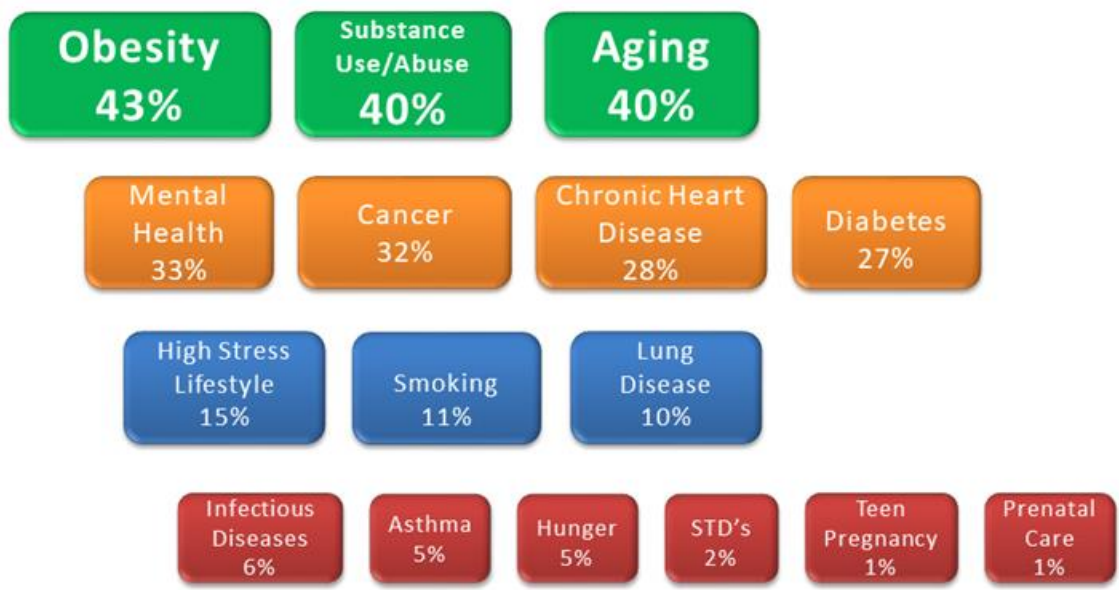 Obesity
43%
Substance
Use/Abuse
40%
Aging
40%
Mental
Health
33%
Cancer
32%
Chronic Heart
Disease
28%
Diabetes
27%
High Stress
Lifestyle
15%
Smoking
11%
Lung
Disease
10%
Infectious
Diseases
6%
Asthma
5%
Hunger
5%
STD's
2%
Teen
Pregnancy
1%
Prenatal
Care
1%